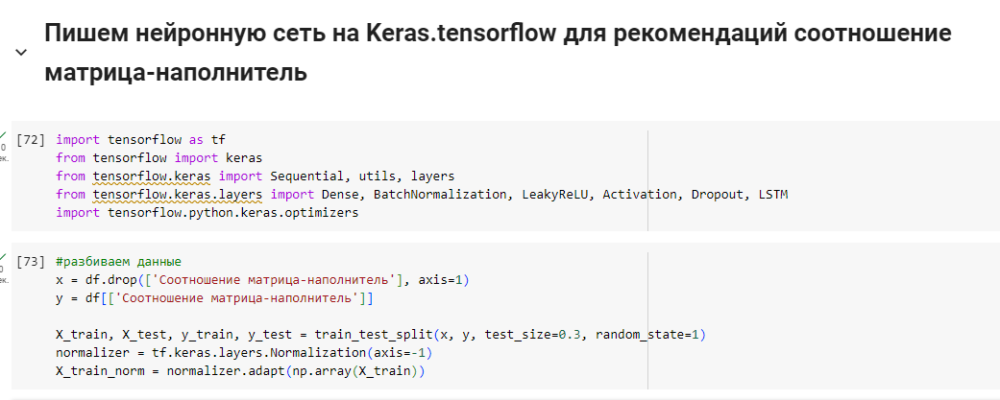 Пишем нейронную сеть на Keras.tensorflow для рекомендаций соотношение
матрица-наполнитель
[72] import tensorflow as tf
0
ек.
from tensorflow import keras
from tensorflow.keras import Sequential, utils, layers
from tensorflow.keras.layers import Dense, BatchNormalization, LeakyReLU, Activation, Dropout, LSTM
import tensorflow.python.keras.optimizers
[73] #разбиваем данные
0
ек.
x = df.drop(['Соотношение матрица-наполнитель'], axis=1)
y = df[['Соотношение матрица-наполнитель']]
X_train, X_test, y_train, y_test = train_test_split(x, y, test_size=0.3, random_state=1)
normalizer = tf.keras.layers.Normalization(axis=-1)
X_train_norm = normalizer.adapt(np.array(X_train))